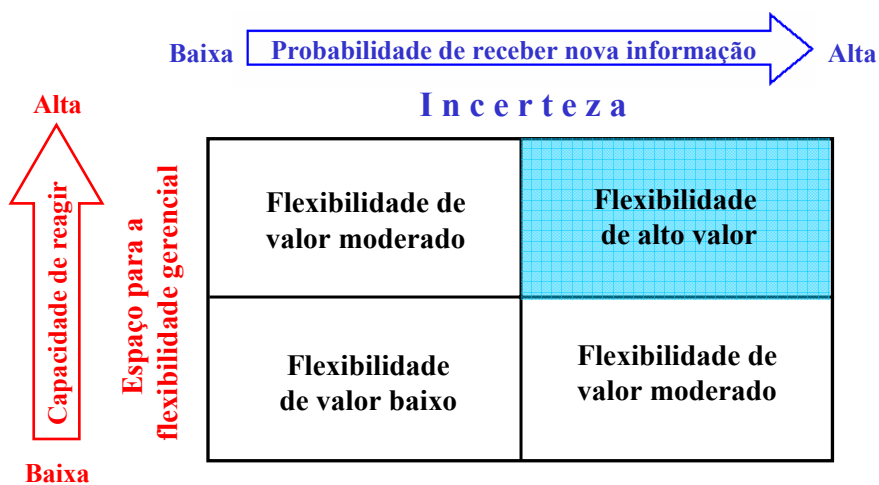 Baixa
Probabilidade de receber nova informação
Alta
Incerteza
Alta
Capacidade de reagir
Baixa
Espaço para a
flexibilidade gerencial
Flexibilidade de
valor moderado
Flexibilidade
de alto valor
Flexibilidade
de valor baixo
Flexibilidade de
valor moderado